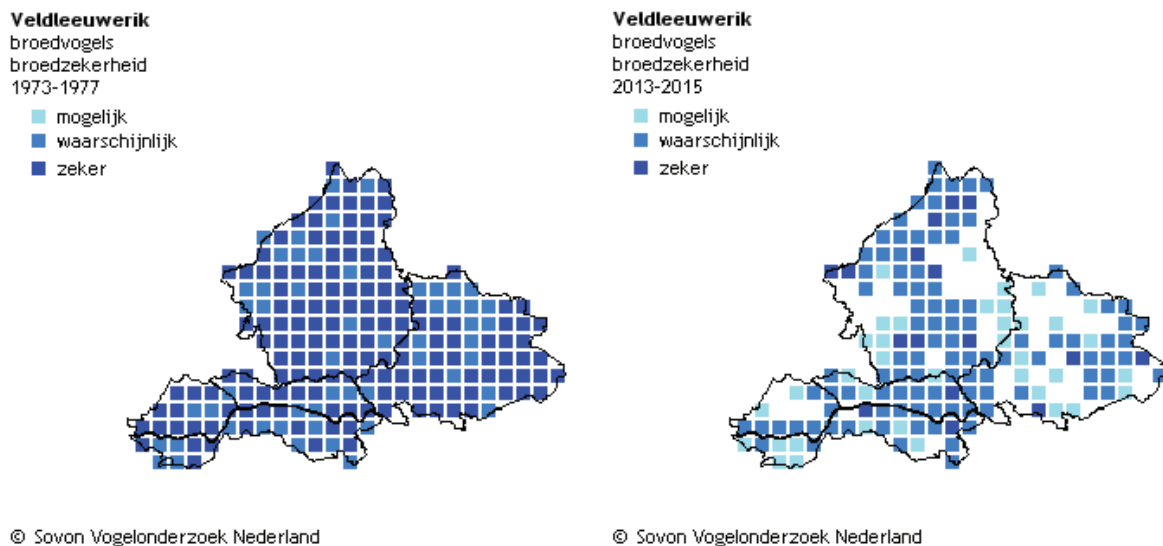 Veldleeuwerik
broedvogels
broedzekerheid
1973-1977
mogelijk
waarschijnlijk
zeker
© Sovon Vogelonderzoek Nederland
Veldleeuwerik
broedvogels
broedzekerheid
2013-2015
mogelijk
waarschijnlijk
zeker
© Sovon Vogelonderzoek Nederland